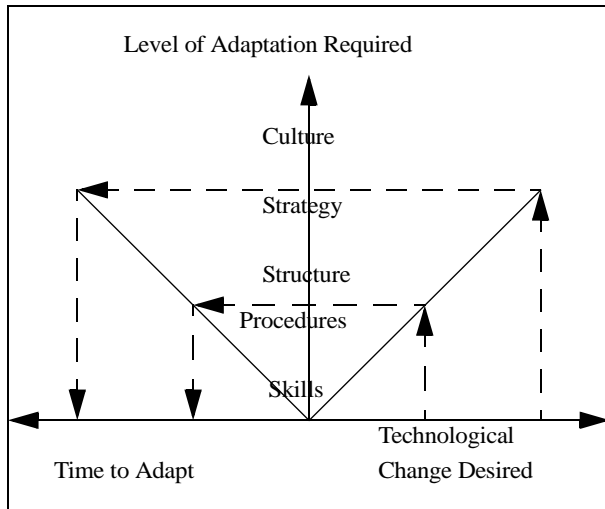 Level of Adaptation Required
Culture
Strategy
Structure
Procedures
Skills
Technological
Time to Adapt
Change Desired